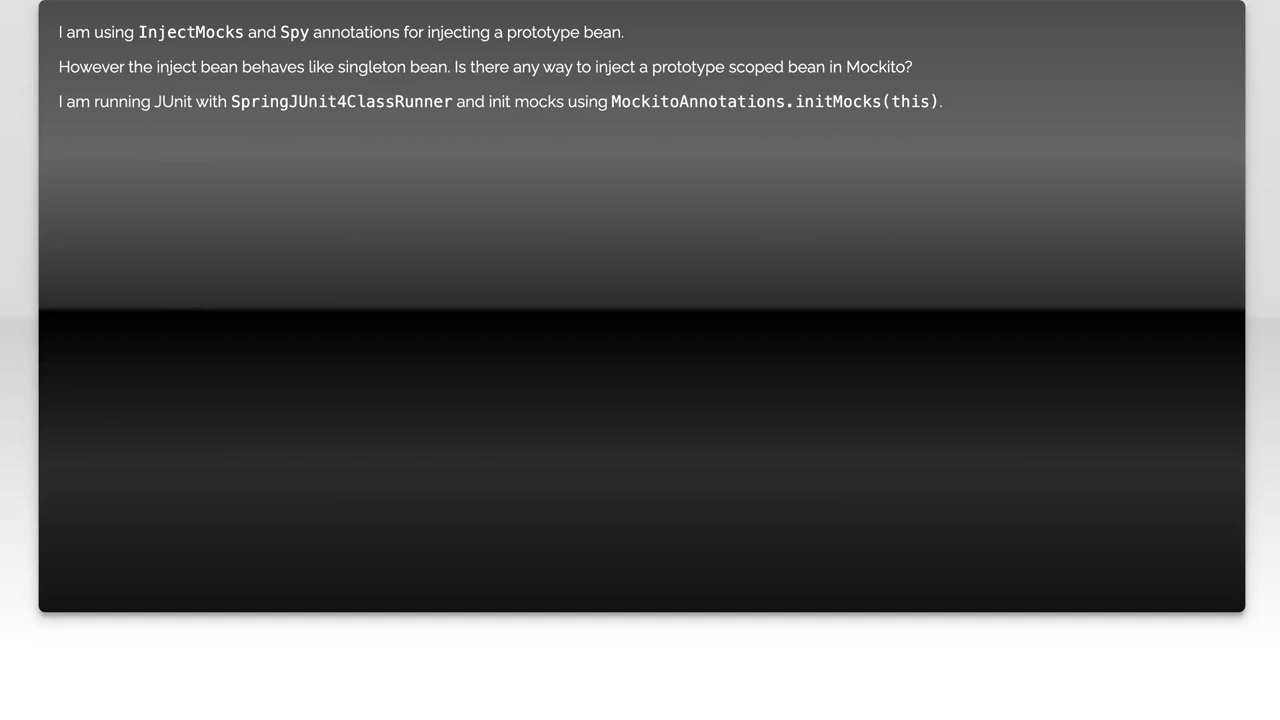 I am using InjectMocks and Spy annotations for injecting a prototype bean.
However the inject bean behaves like singleton bean. Is there any way to inject a prototype scoped bean in Mockito?
I am running JUnit with SpringJUnit4ClassRunner and init mocks using MockitoAnnotations.initMocks(this).